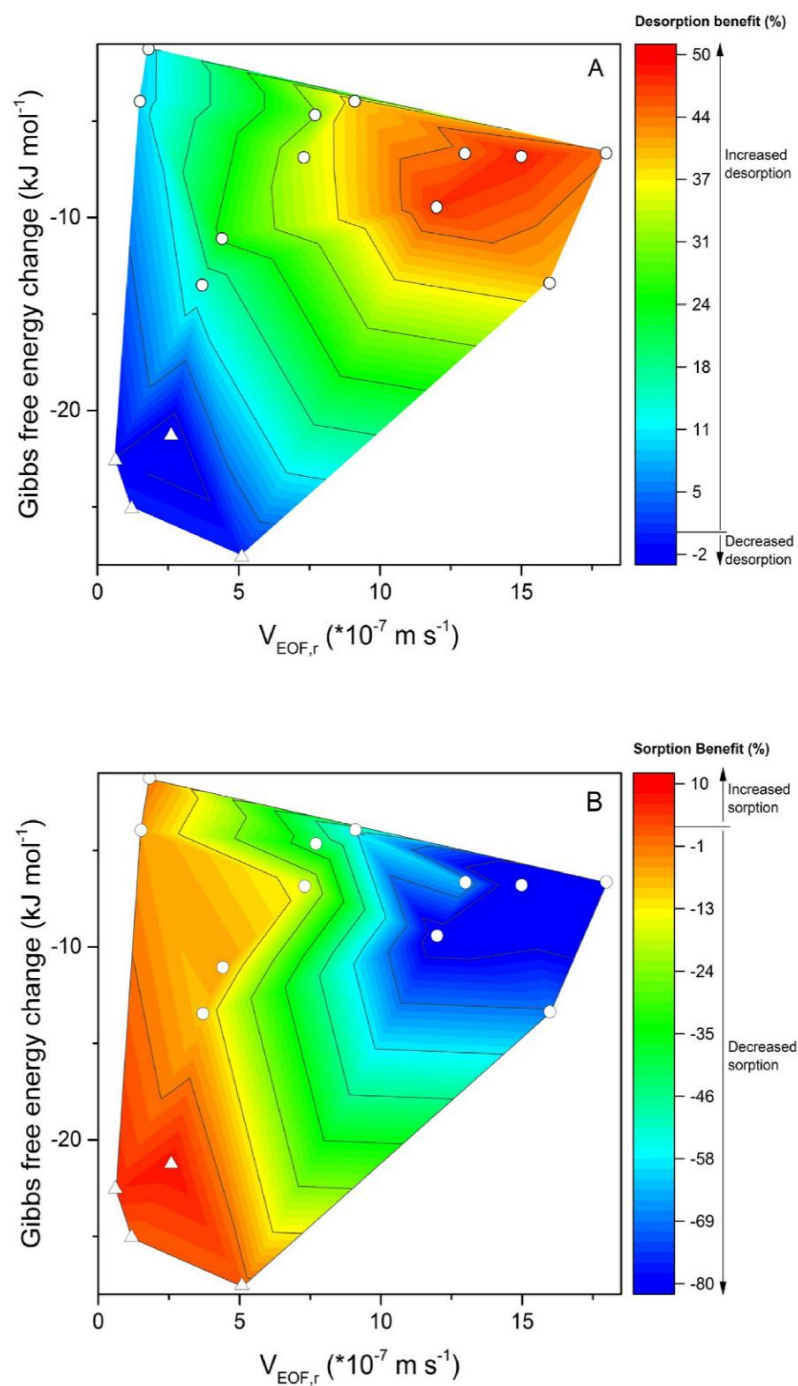 Desorption benefit (%)
A
50
44
37
31
24
18
11
5
-2
Increased
desorption
Decreased
desorption
Gibbs free energy change (kJ mol⁻¹)
-10
-20
0
5
10
15
V_EOF,r (*10⁻⁷ m s⁻¹)
Sorption Benefit (%)
B
10
-1
-13
-24
-35
-46
-58
-69
-80
Increased
sorption
Decreased
sorption
Gibbs free energy change (kJ mol⁻¹)
-10
-20
0
5
10
15
V_EOF,r (*10⁻⁷ m s⁻¹)